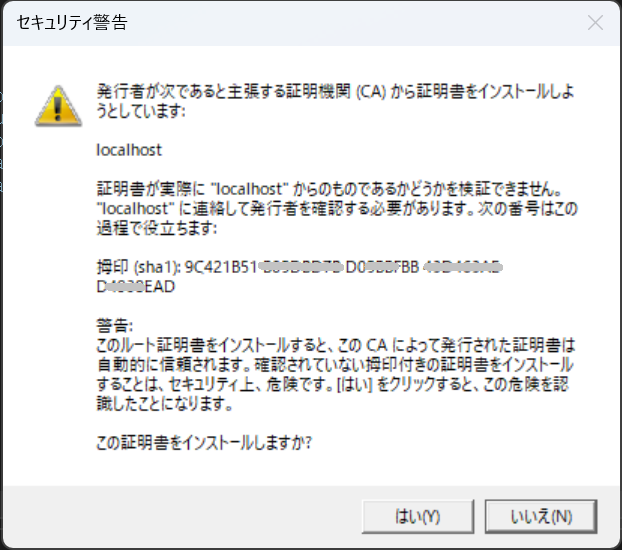 セキュリティ警告
発行者が次であると主張する証明機関 (CA) から証明書をインストールしよ
うとしています:
localhost
証明書が実際に "localhost" からのものであるかどうかを検証できません。
"localhost" に連絡して発行者を確認する必要があります。次の番号はこの
過程で役立ちます:
拇印 (sha1): 9C421B51
警告:
このルート証明書をインストールすると、この CA によって発行された証明書は
自動的に信頼されます。確認されていない拇印付きの証明書をインストール
することは、セキュリティ上、危険です。[はい] をクリックすると、この危険を認
識したことになります。
この証明書をインストールしますか?
はい(Y) いいえ(N)